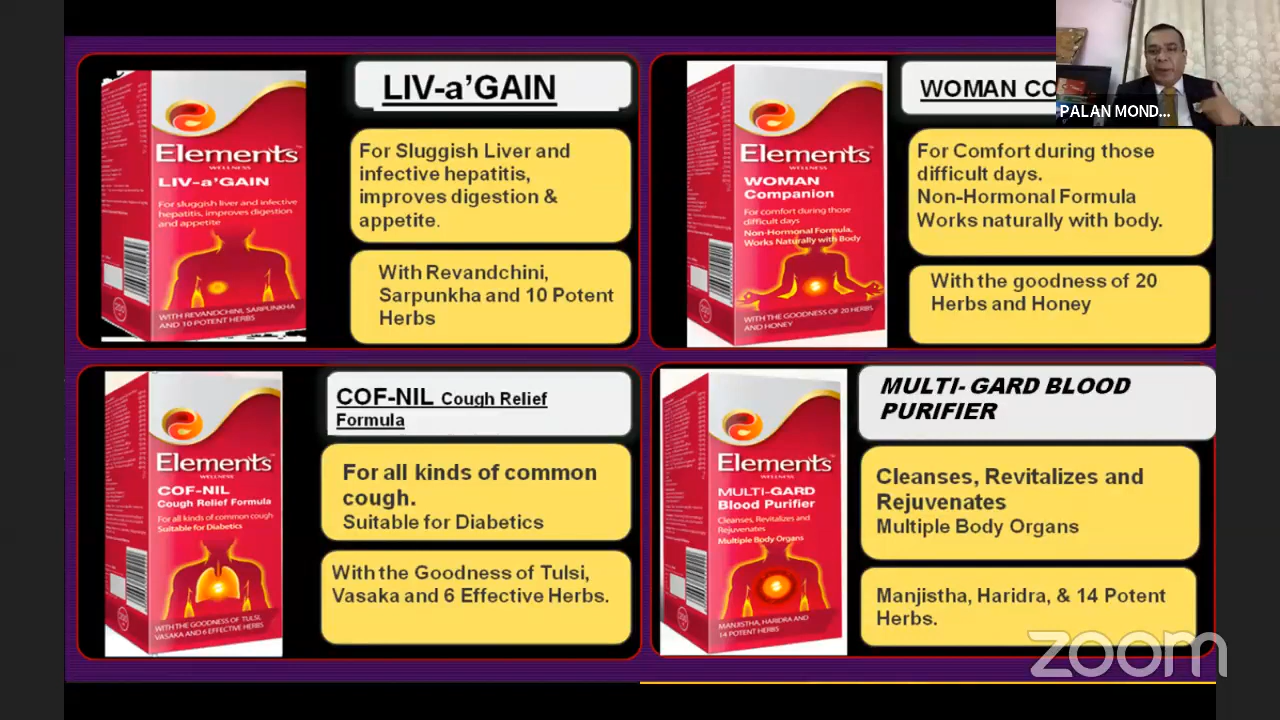 LIV-a’GAIN
Elements
WELLNESS
LIV-a’GAIN
For sluggish liver and infective
hepatitis, improves digestion
and appetite
WITH REVANDCHINI, SARPUNKHA
AND 10 POTENT HERBS
For Sluggish Liver and
infective hepatitis,
improves digestion &
appetite.
With Revandchini,
Sarpunkha and 10 Potent
Herbs
WOMAN CO
PALAN MOND...
Elements
WELLNESS
WOMAN
Companion
For comfort during those
difficult days
Non-Hormonal Formula,
Works Naturally with Body
WITH THE GOODNESS OF 20 HERBS
AND HONEY
For Comfort during those
difficult days.
Non-Hormonal Formula
Works naturally with body.
With the goodness of 20
Herbs and Honey
COF-NIL Cough Relief
Formula
Elements
WELLNESS
COF-NIL
Cough Relief Formula
For all kinds of common cough
Suitable for Diabetics
WITH THE GOODNESS OF TULSI,
VASAKA AND 6 EFFECTIVE HERBS
For all kinds of common
cough.
Suitable for Diabetics
With the Goodness of Tulsi,
Vasaka and 6 Effective Herbs.
MULTI- GARD BLOOD
PURIFIER
Elements
WELLNESS
MULTI-GARD
Blood Purifier
Cleanses, Revitalizes and
Rejuvenates
Multiple Body Organs
MANJISTHA, HARIDRA AND
14 POTENT HERBS
Cleanses, Revitalizes and
Rejuvenates
Multiple Body Organs
Manjistha, Haridra, & 14 Potent
Herbs.
zoom